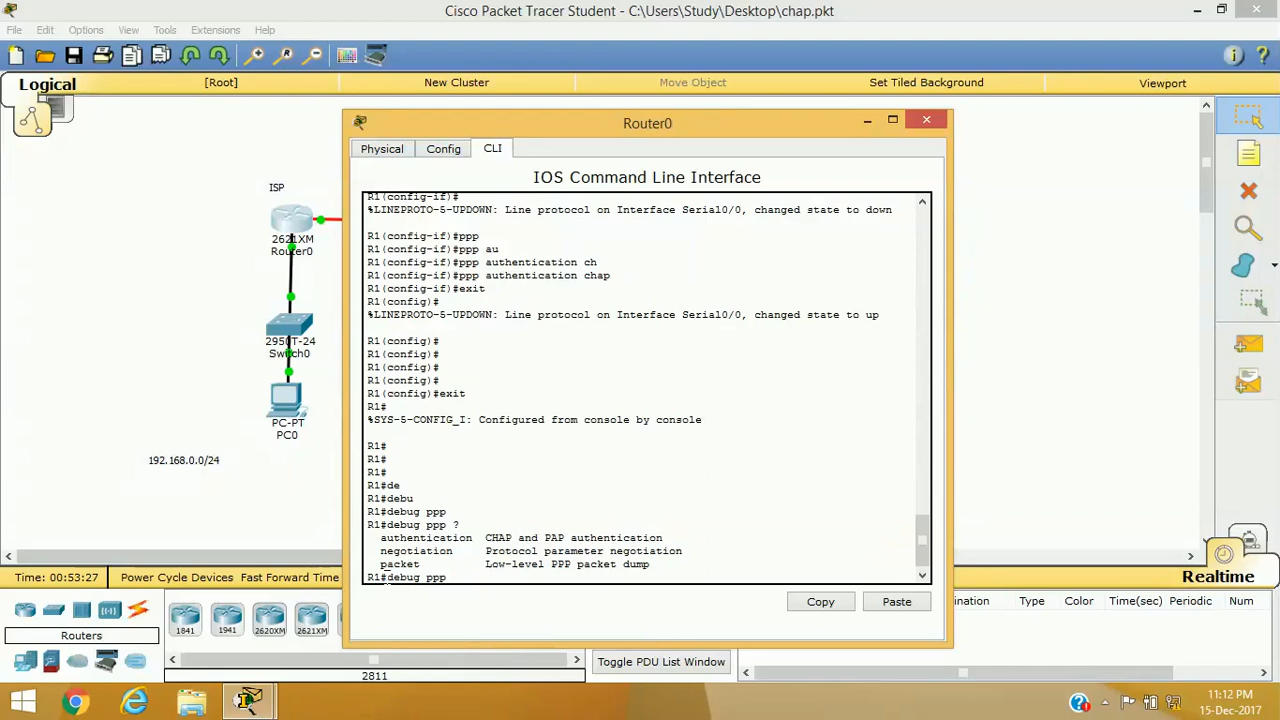 Cisco Packet Tracer Student - C:\Users\Study\Desktop\chap.pkt
File Edit Options View Tools Extensions Help
Logical [Root] New Cluster Move Object Set Tiled Background Viewport
ISP
2621XM
Router0
2950T-24
Switch0
PC-PT
PC0
192.168.0.0/24
Router0
Physical Config CLI
IOS Command Line Interface
R1(config-if)#
%LINEPROTO-5-UPDOWN: Line protocol on Interface Serial0/0, changed state to down
R1(config-if)#ppp
R1(config-if)#ppp au
R1(config-if)#ppp authentication ch
R1(config-if)#ppp authentication chap
R1(config-if)#exit
R1(config)#
%LINEPROTO-5-UPDOWN: Line protocol on Interface Serial0/0, changed state to up
R1(config)#
R1(config)#
R1(config)#
R1(config)#
R1(config)#exit
R1#
%SYS-5-CONFIG_I: Configured from console by console
R1#
R1#
R1#
R1#de
R1#debu
R1#debug ppp
R1#debug ppp ?
authentication CHAP and PAP authentication
negotiation Protocol parameter negotiation
packet Low-level PPP packet dump
R1#debug ppp
Copy Paste
Time: 00:53:27 Power Cycle Devices Fast Forward Time Realtime
Routers
1841 1941 2620XM 2621XM
2811
Toggle PDU List Window
ination Type Color Time(sec) Periodic Num
11:12 PM
15-Dec-2017